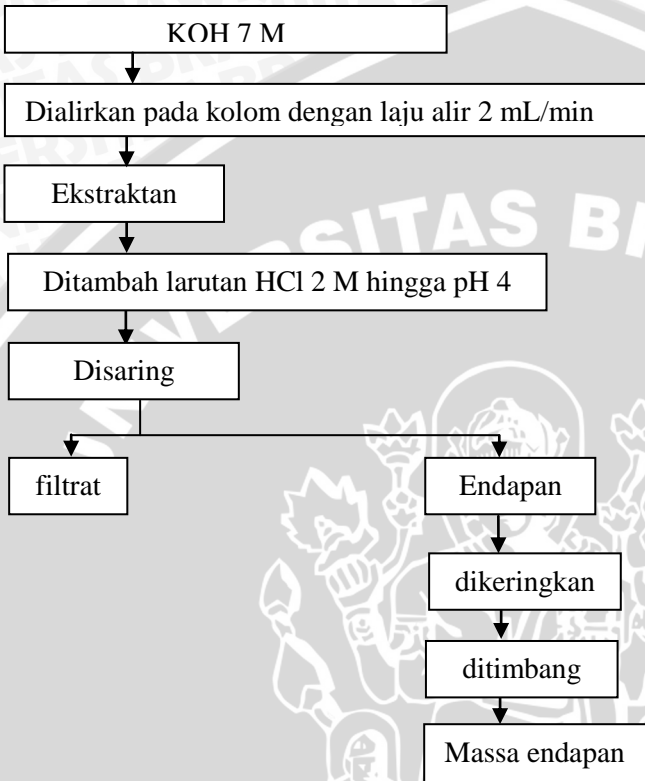 KOH 7 M
Dialirkan pada kolom dengan laju alir 2 mL/min
Ekstraktan
Ditambah larutan HCl 2 M hingga pH 4
Disaring
filtrat
Endapan
dikeringkan
ditimbang
Massa endapan